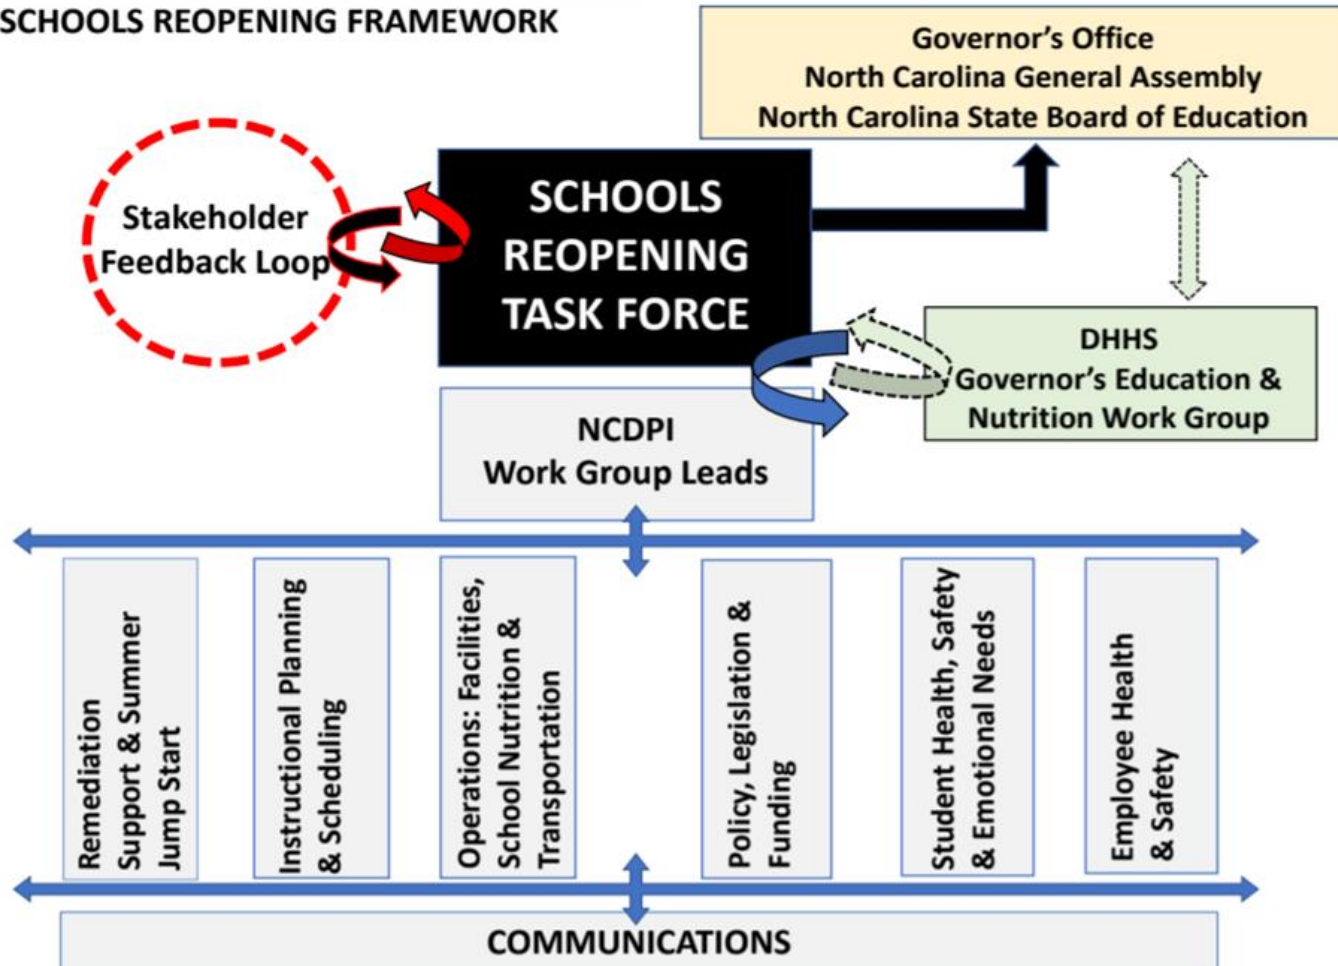 SCHOOLS REOPENING FRAMEWORK
Governor's Office
North Carolina General Assembly
North Carolina State Board of Education
SCHOOLS
REOPENING
TASK FORCE
Stakeholder
Feedback Loop
DHHS
Governor's Education &
Nutrition Work Group
NCDPI
Work Group Leads
Remediation
Support & Summer
Jump Start
Instructional Planning
& Scheduling
Operations: Facilities,
School Nutrition &
Transportation
Policy, Legislation &
Funding
Student Health, Safety
& Emotional Needs
Employee Health
& Safety
COMMUNICATIONS